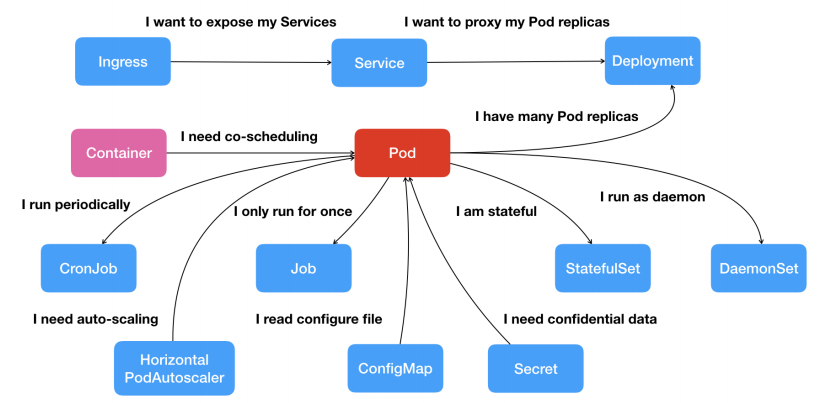 I want to expose my Services
I want to proxy my Pod replicas
Ingress
Service
Deployment
I have many Pod replicas
I need co-scheduling
Container
Pod
I run periodically
I only run for once
I am stateful
I run as daemon
CronJob
Job
StatefulSet
DaemonSet
I need auto-scaling
I read configure file
I need confidential data
Horizontal
PodAutoscaler
ConfigMap
Secret